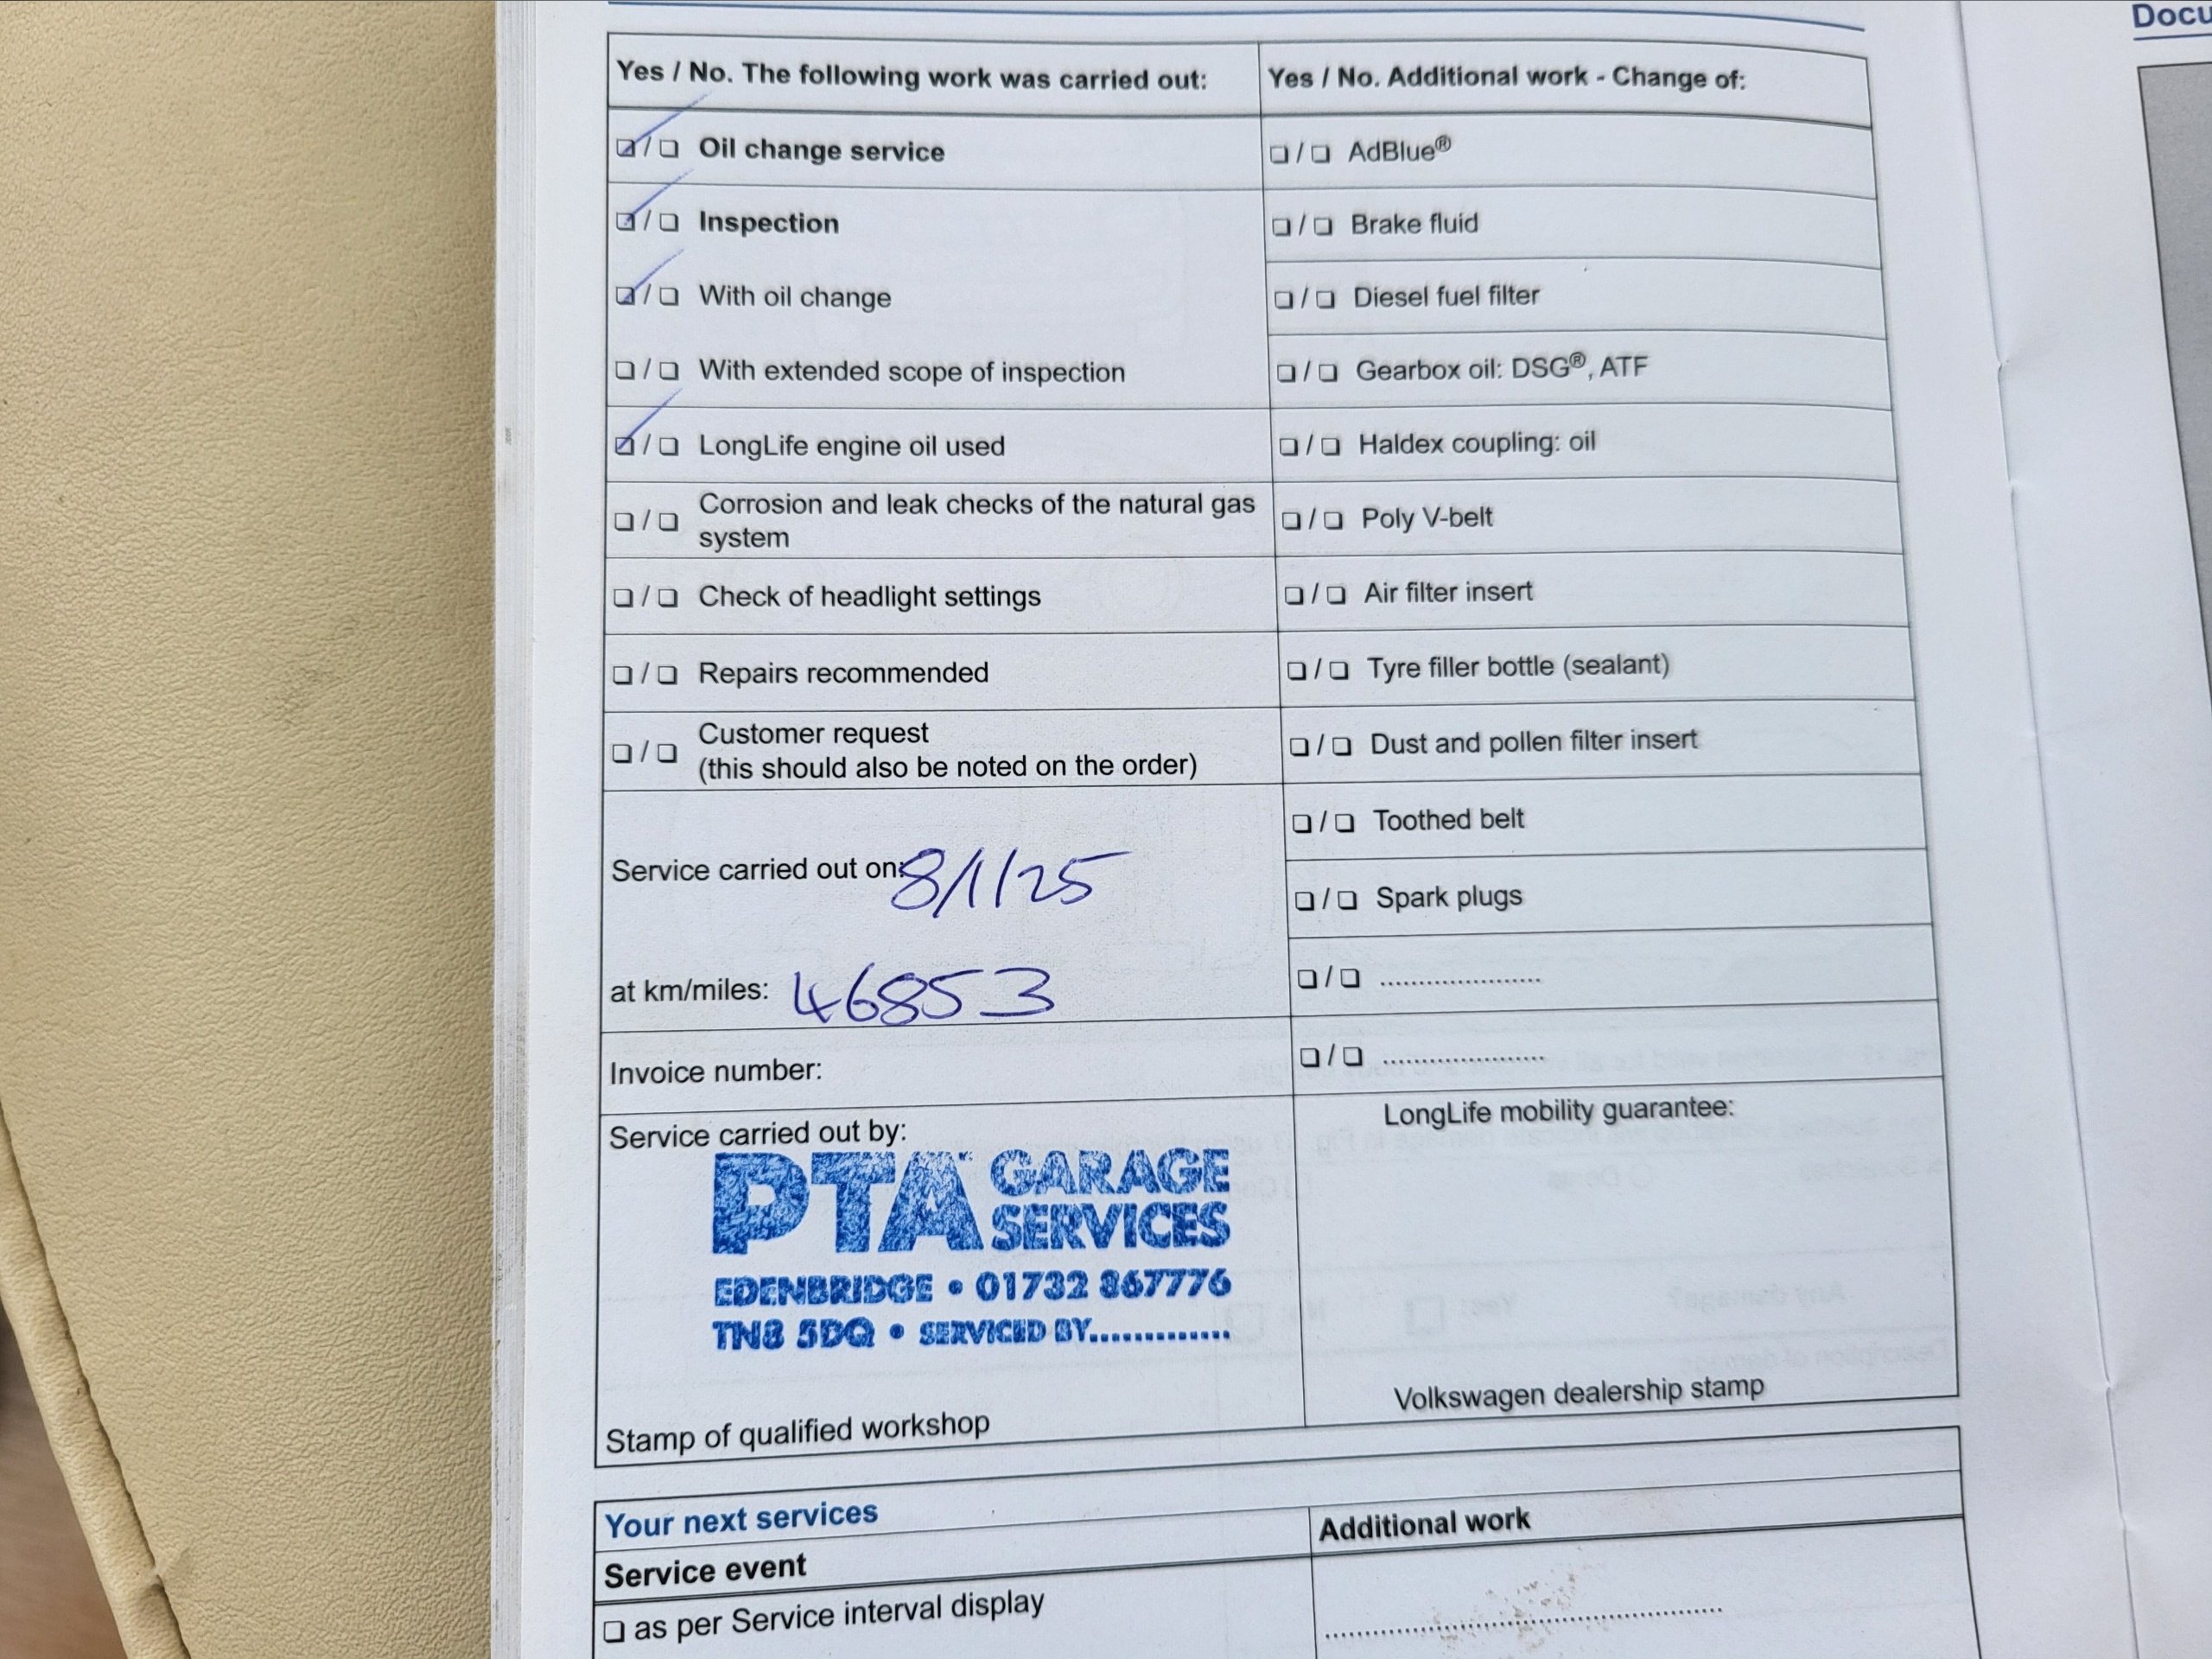 Docu
Yes / No. The following work was carried out:
☑ / ❏ Oil change service
☑ / ❏ Inspection
☑ / ❏ With oil change
❏ / ❏ With extended scope of inspection
☑ / ❏ LongLife engine oil used
❏ / ❏ Corrosion and leak checks of the natural gas
system
❏ / ❏ Check of headlight settings
❏ / ❏ Repairs recommended
❏ / ❏ Customer request
(this should also be noted on the order)
Service carried out on: 8/1/25
at km/miles: 46853
Invoice number:
Service carried out by:
PTA GARAGE
SERVICES
EDENBRIDGE • 01732 867776
TN8 5DQ • SERVICED BY..............
Stamp of qualified workshop
Yes / No. Additional work - Change of:
❏ / ❏ AdBlue®
❏ / ❏ Brake fluid
❏ / ❏ Diesel fuel filter
❏ / ❏ Gearbox oil: DSG®, ATF
❏ / ❏ Haldex coupling: oil
❏ / ❏ Poly V-belt
❏ / ❏ Air filter insert
❏ / ❏ Tyre filler bottle (sealant)
❏ / ❏ Dust and pollen filter insert
❏ / ❏ Toothed belt
❏ / ❏ Spark plugs
❏ / ❏ ......................
❏ / ❏ ......................
LongLife mobility guarantee:
Volkswagen dealership stamp
Your next services
Service event
❏ as per Service interval display
Additional work